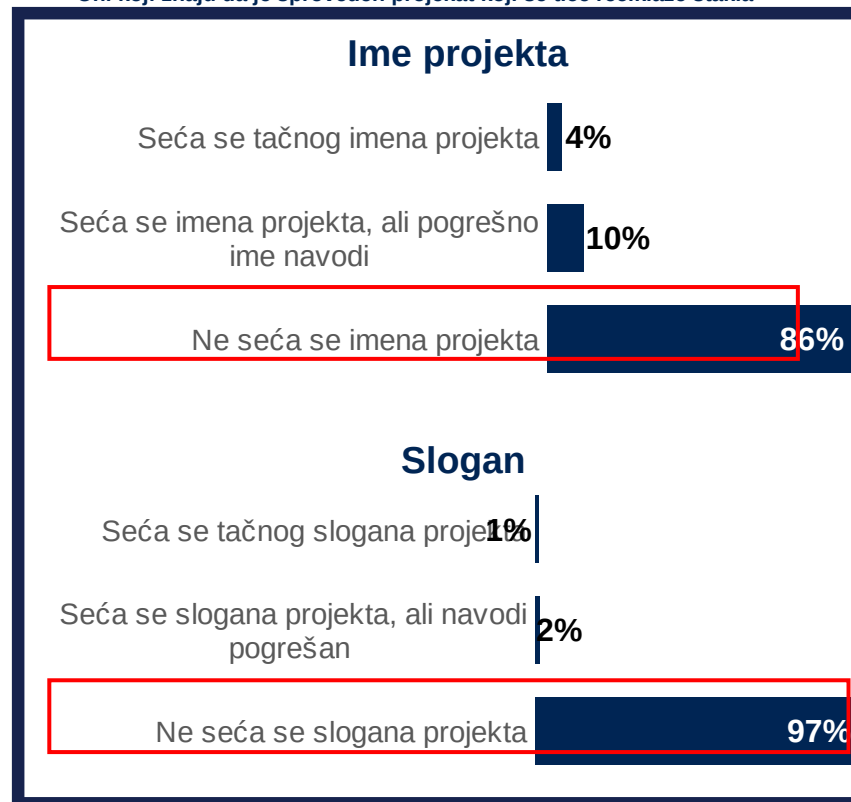 Ime projekta
Seća se tačnog imena projekta 4%
Seća se imena projekta, ali pogrešno
ime navodi 10%
Ne seća se imena projekta 86%
Slogan
Seća se tačnog slogana projekta 1%
Seća se slogana projekta, ali navodi
pogrešan 2%
Ne seća se slogana projekta 97%